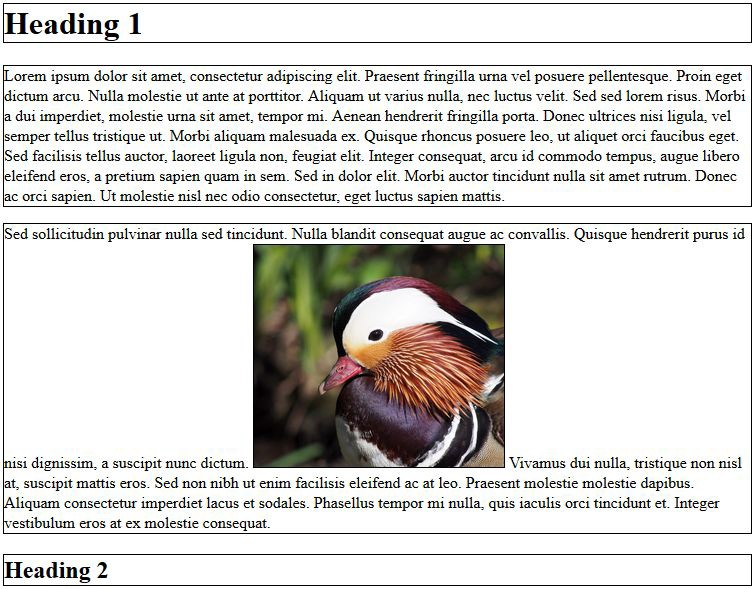 Heading 1
Lorem ipsum dolor sit amet, consectetur adipiscing elit. Praesent fringilla urna vel posuere pellentesque. Proin eget
dictum arcu. Nulla molestie ut ante at porttitor. Aliquam ut varius nulla, nec luctus velit. Sed sed lorem risus. Morbi
a dui imperdiet, molestie urna sit amet, tempor mi. Aenean hendrerit fringilla porta. Donec ultrices nisi ligula, vel
semper tellus tristique ut. Morbi aliquam malesuada ex. Quisque rhoncus posuere leo, ut aliquet orci faucibus eget.
Sed facilisis tellus auctor, laoreet ligula non, feugiat elit. Integer consequat, arcu id commodo tempus, augue libero
eleifend eros, a pretium sapien quam in sem. Sed in dolor elit. Morbi auctor tincidunt nulla sit amet rutrum. Donec
ac orci sapien. Ut molestie nisl nec odio consectetur, eget luctus sapien mattis.
Sed sollicitudin pulvinar nulla sed tincidunt. Nulla blandit consequat augue ac convallis. Quisque hendrerit purus id
nisi dignissim, a suscipit nunc dictum. Vivamus dui nulla, tristique non nisl
at, suscipit mattis eros. Sed non nibh ut enim facilisis eleifend ac at leo. Praesent molestie molestie dapibus.
Aliquam consectetur imperdiet lacus et sodales. Phasellus tempor mi nulla, quis iaculis orci tincidunt et. Integer
vestibulum eros at ex molestie consequat.
Heading 2